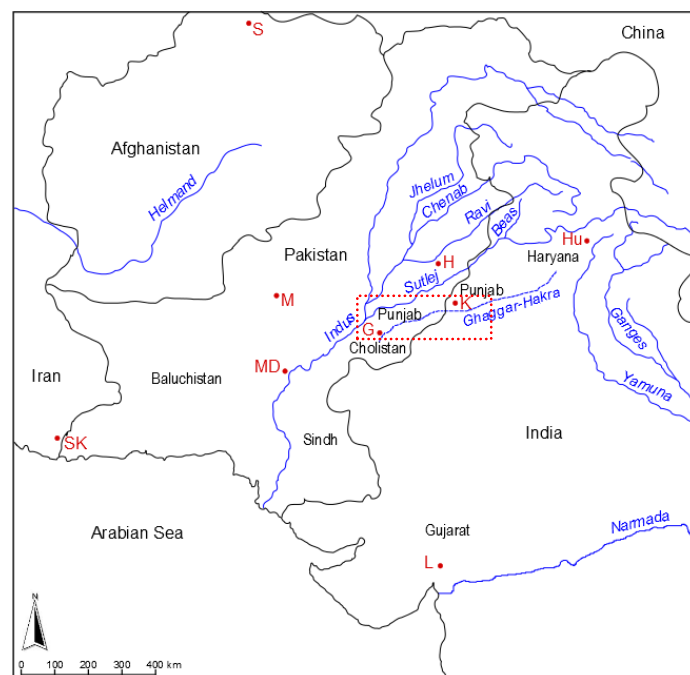 S
China
Afghanistan
Helmand
Jhelum
Chenab
Ravi
Beas
Hu
Haryana
Pakistan
H
Sutlej
M
Punjab
K
Indus
Punjab
Ghaggar-Hakra
G
Cholistan
Ganges
Yamuna
MD
Iran
Baluchistan
SK
Sindh
India
Arabian Sea
Gujarat
Narmada
L
N
0 100 200 300 400 km